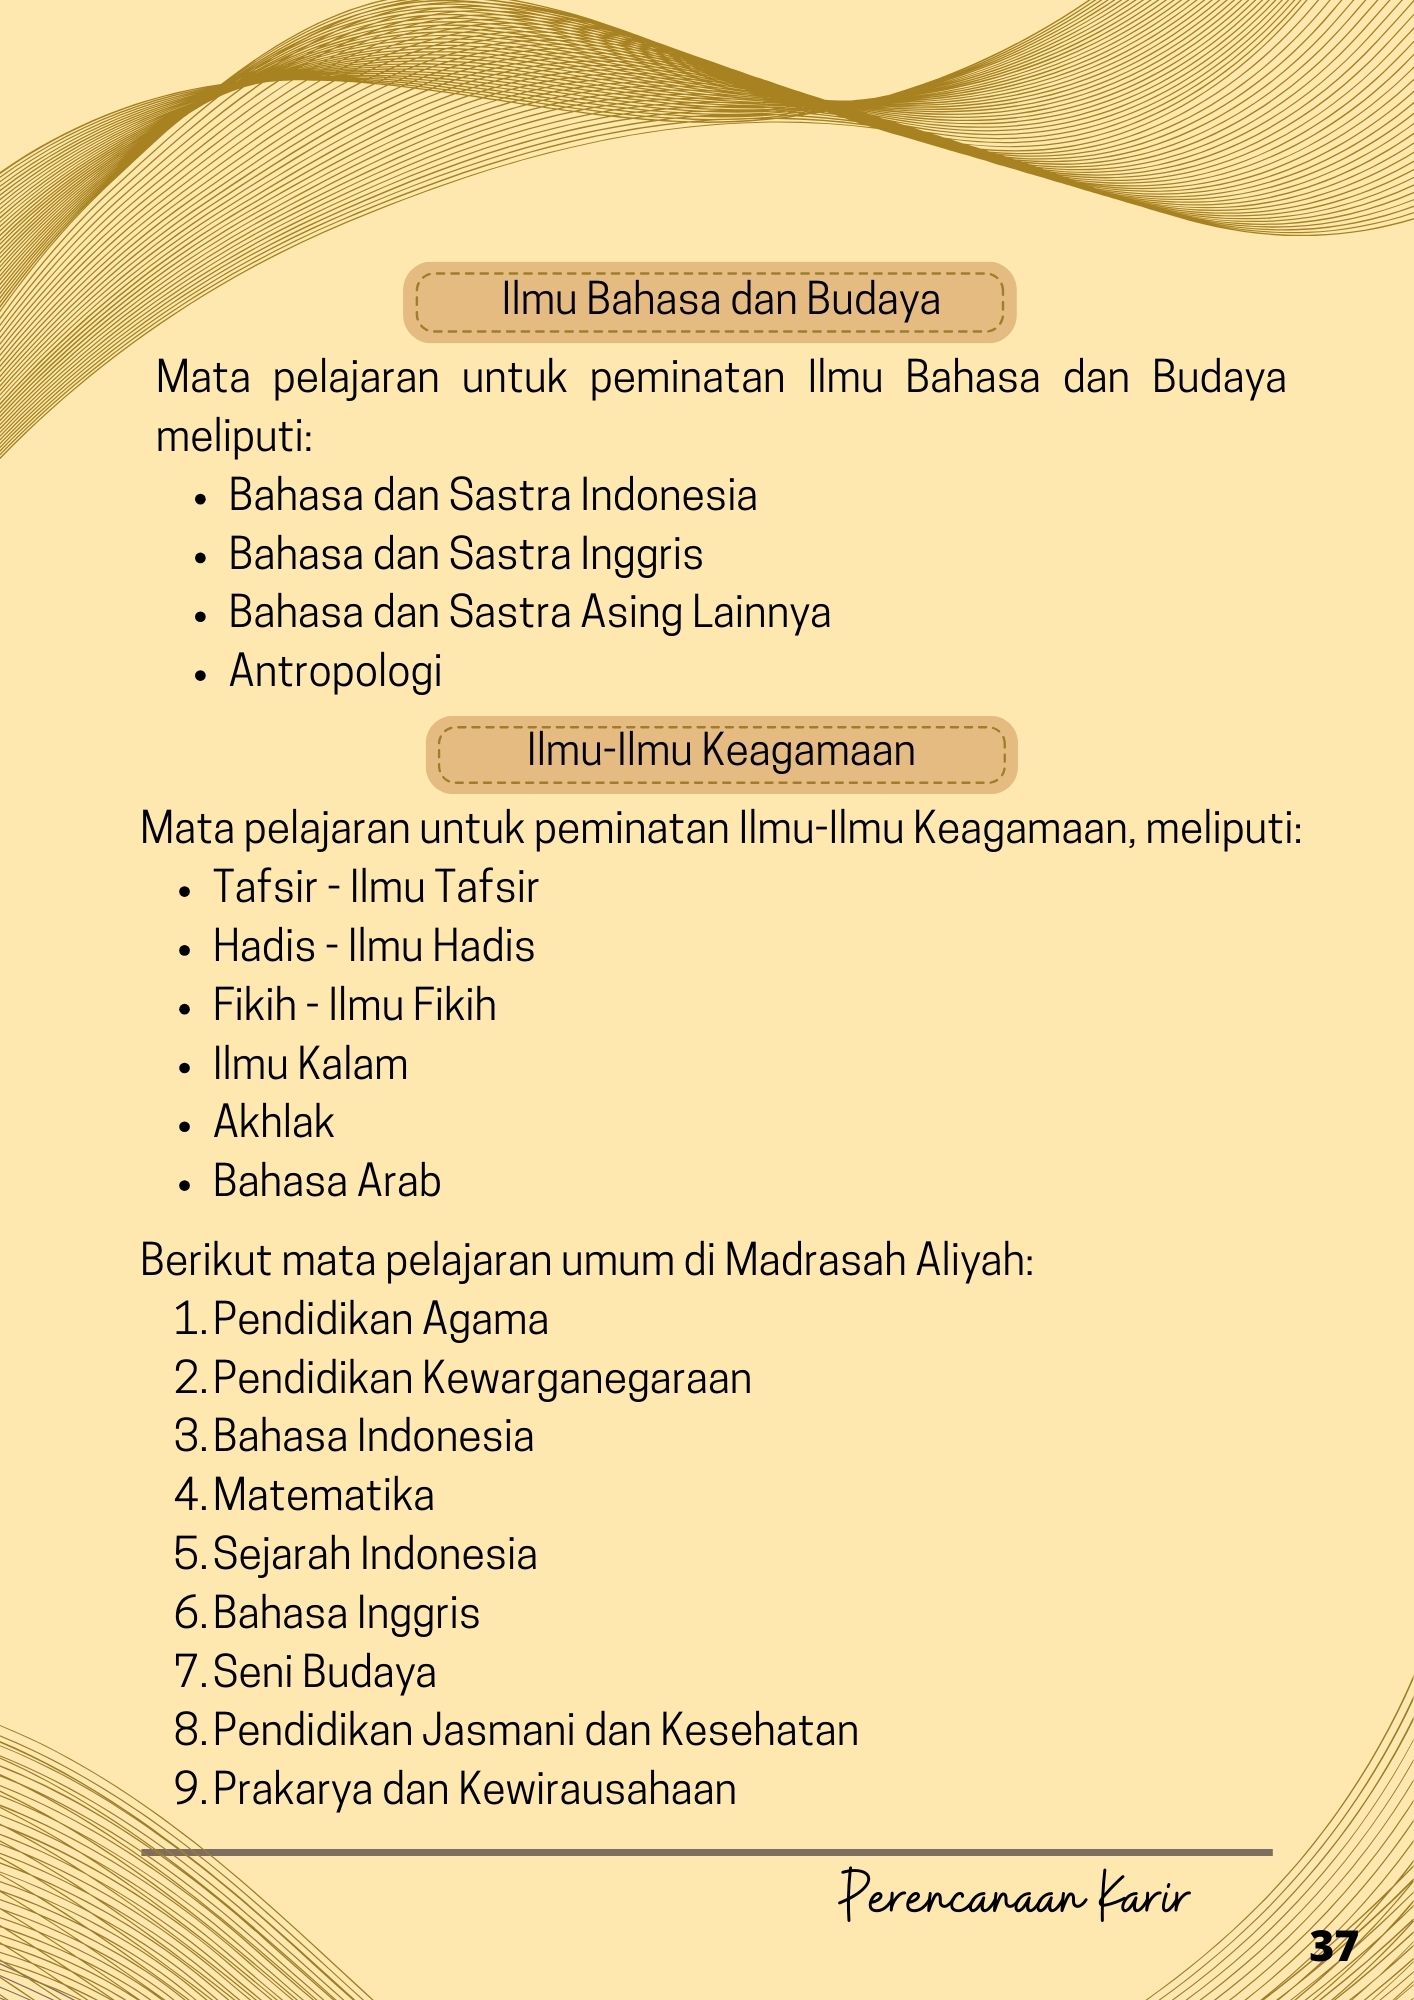 Ilmu Bahasa dan Budaya
Mata pelajaran untuk peminatan Ilmu Bahasa dan Budaya
meliputi:
• Bahasa dan Sastra Indonesia
• Bahasa dan Sastra Inggris
• Bahasa dan Sastra Asing Lainnya
• Antropologi
Ilmu-Ilmu Keagamaan
Mata pelajaran untuk peminatan Ilmu-Ilmu Keagamaan, meliputi:
• Tafsir - Ilmu Tafsir
• Hadis - Ilmu Hadis
• Fikih - Ilmu Fikih
• Ilmu Kalam
• Akhlak
• Bahasa Arab
Berikut mata pelajaran umum di Madrasah Aliyah:
1. Pendidikan Agama
2. Pendidikan Kewarganegaraan
3. Bahasa Indonesia
4. Matematika
5. Sejarah Indonesia
6. Bahasa Inggris
7. Seni Budaya
8. Pendidikan Jasmani dan Kesehatan
9. Prakarya dan Kewirausahaan
Perencanaan Karir
37